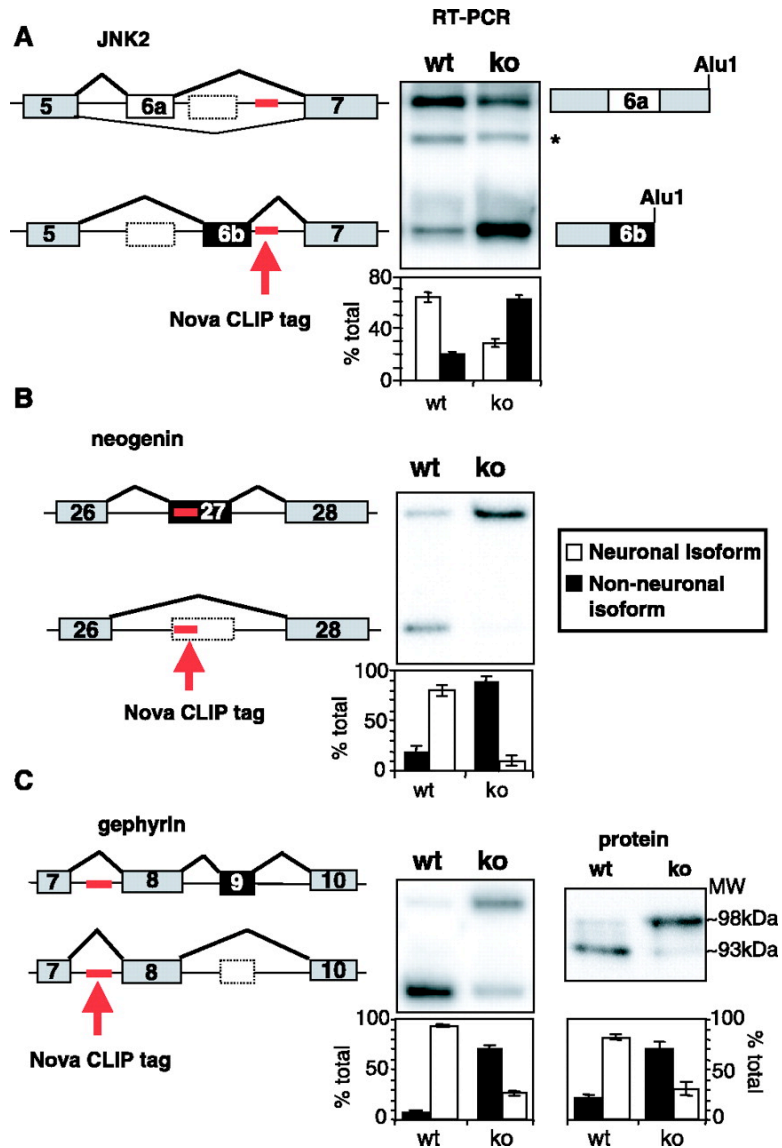 A
JNK2
RT-PCR
wt ko
5 6a 7
Alu1
6a
*
5 6b 7
Alu1
6b
Nova CLIP tag
% total
80
40
0
wt ko
B
neogenin
wt ko
26 27 28
26 28
Nova CLIP tag
Neuronal Isoform
Non-neuronal
isoform
% total
100
50
0
wt ko
C
gephyrin
wt ko
protein
wt ko
MW
7 8 9 10
~98kDa
~93kDa
7 8 10
Nova CLIP tag
% total
100
50
0
wt ko
100
50
0
% total
wt ko